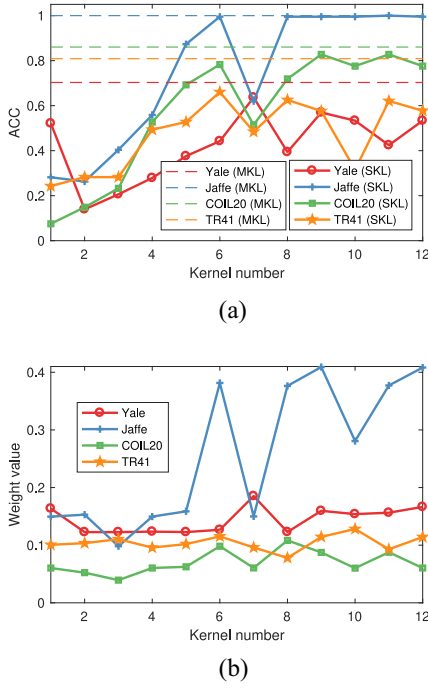 1
0.8
0.6
0.4
0.2
0
ACC
Yale (MKL)
Jaffe (MKL)
COIL20 (MKL)
TR41 (MKL)
Yale (SKL)
Jaffe (SKL)
COIL20 (SKL)
TR41 (SKL)
2 4 6 8 10 12
Kernel number
(a)
0.4
0.3
0.2
0.1
0
Weight value
Yale
Jaffe
COIL20
TR41
2 4 6 8 10 12
Kernel number
(b)